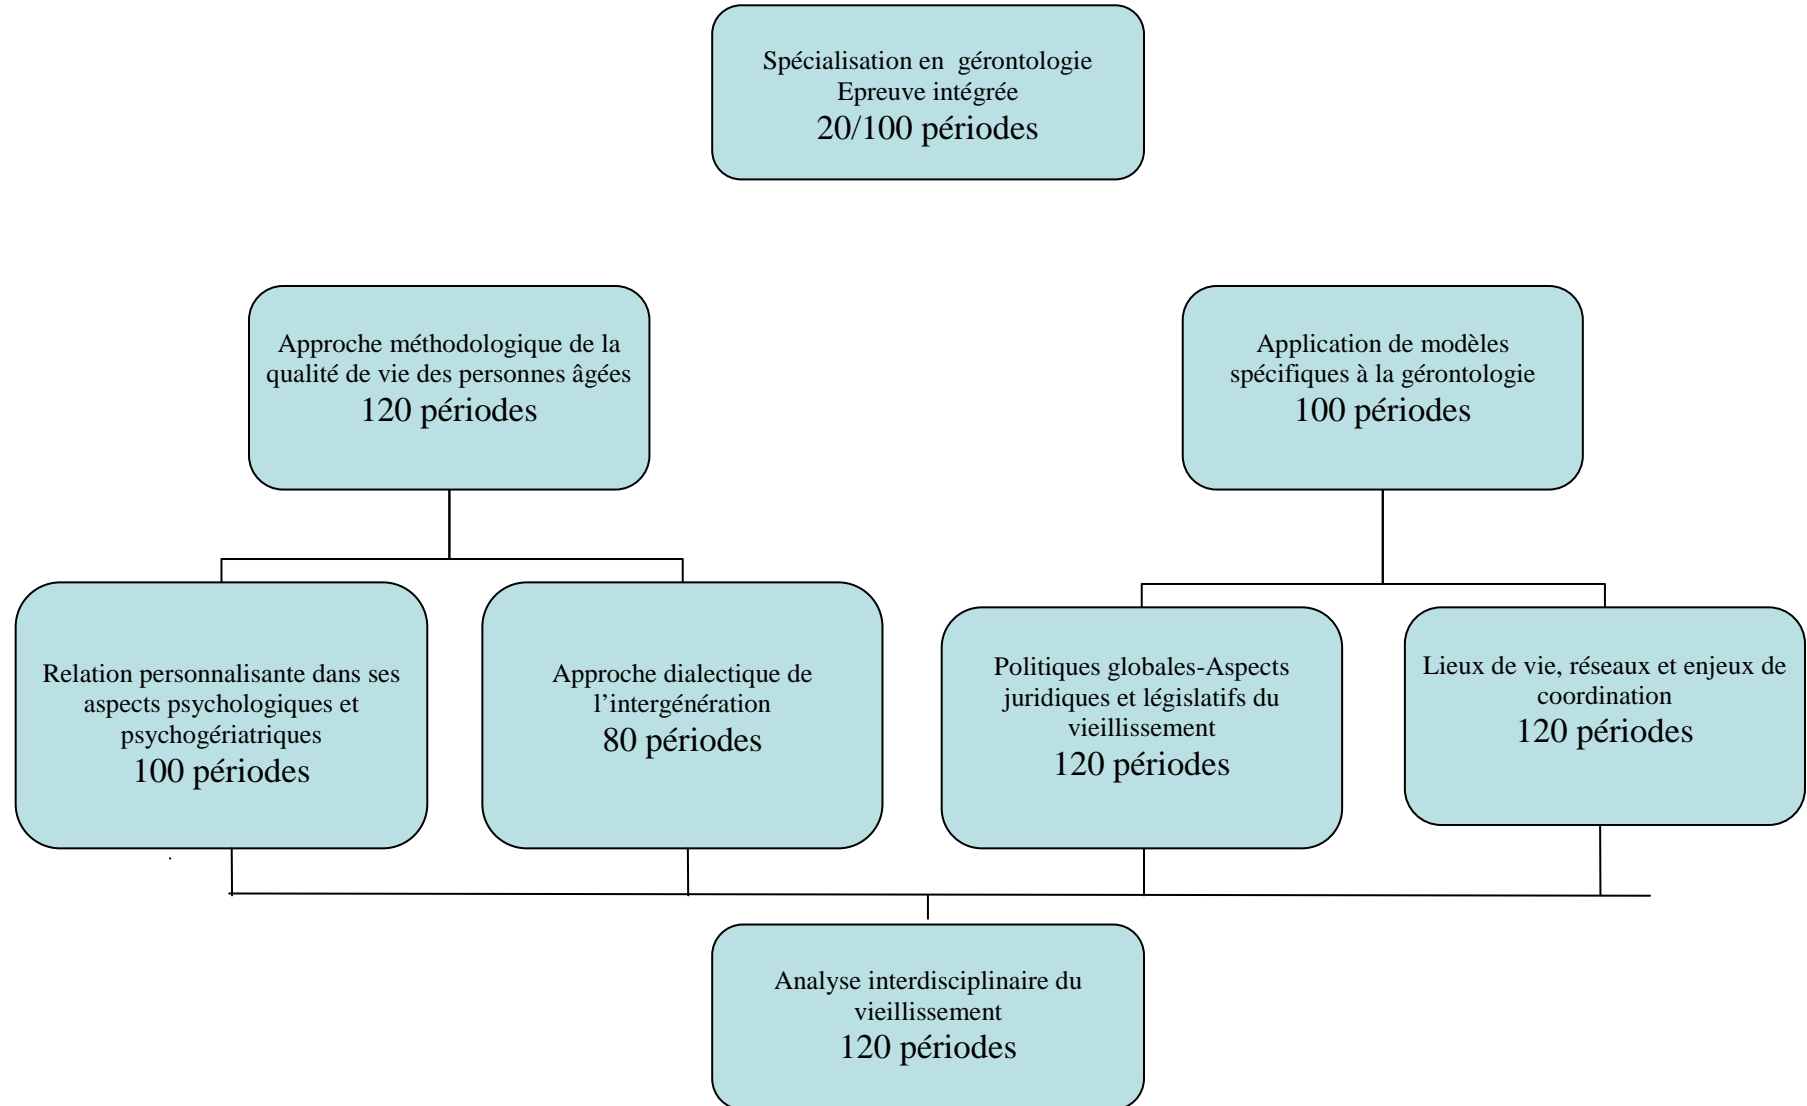 Spécialisation en  gérontologie
Epreuve intégrée
20/100 périodes
Approche méthodologique de la
qualité de vie des personnes âgées
120 périodes
Application de modèles
spécifiques à la gérontologie
100 périodes
Relation personnalisante dans ses
aspects psychologiques et
psychogériatriques
100 périodes
Approche dialectique de
l’intergénération
80 périodes
Politiques globales-Aspects
juridiques et législatifs du
vieillissement
120 périodes
Lieux de vie, réseaux et enjeux de
coordination
120 périodes
Analyse interdisciplinaire du
vieillissement
120 périodes